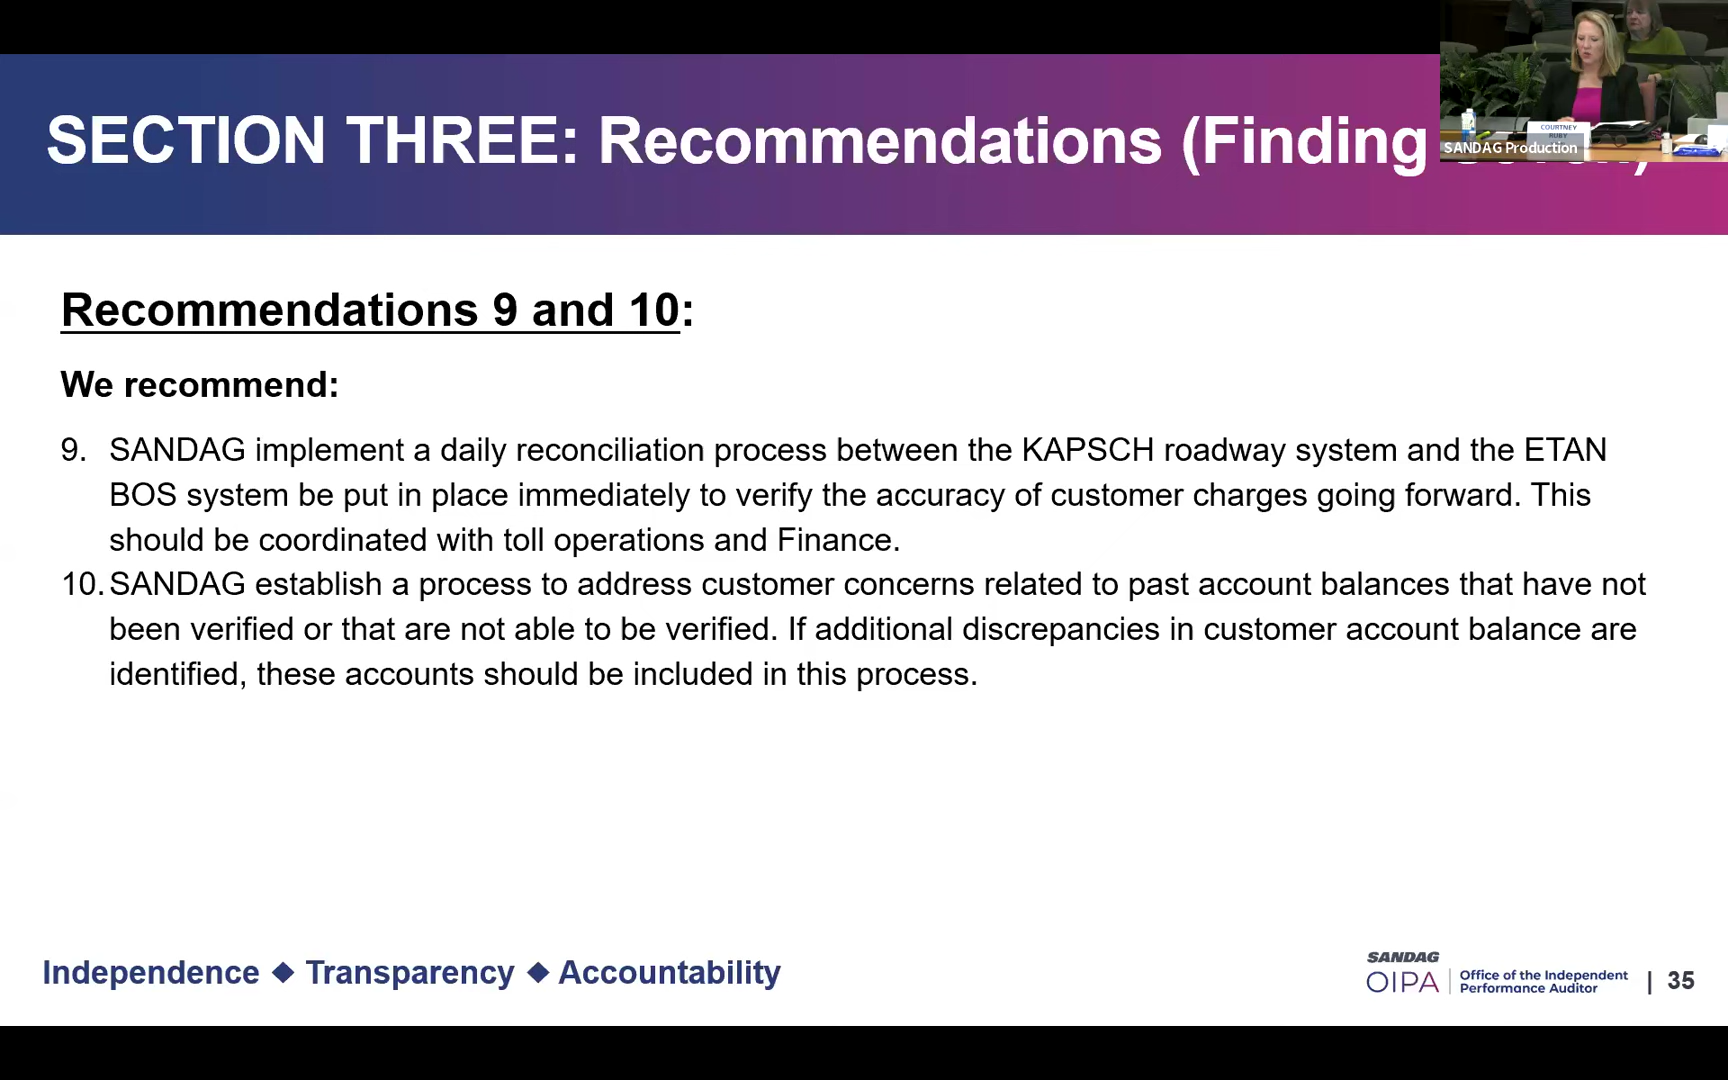 SECTION THREE: Recommendations (Finding
COURTNEY
RUBY
SANDAG Production
Recommendations 9 and 10:
We recommend:
9. SANDAG implement a daily reconciliation process between the KAPSCH roadway system and the ETAN
BOS system be put in place immediately to verify the accuracy of customer charges going forward. This
should be coordinated with toll operations and Finance.
10. SANDAG establish a process to address customer concerns related to past account balances that have not
been verified or that are not able to be verified. If additional discrepancies in customer account balance are
identified, these accounts should be included in this process.
Independence ◆ Transparency ◆ Accountability
SANDAG
OIPA | Office of the Independent
Performance Auditor
| 35